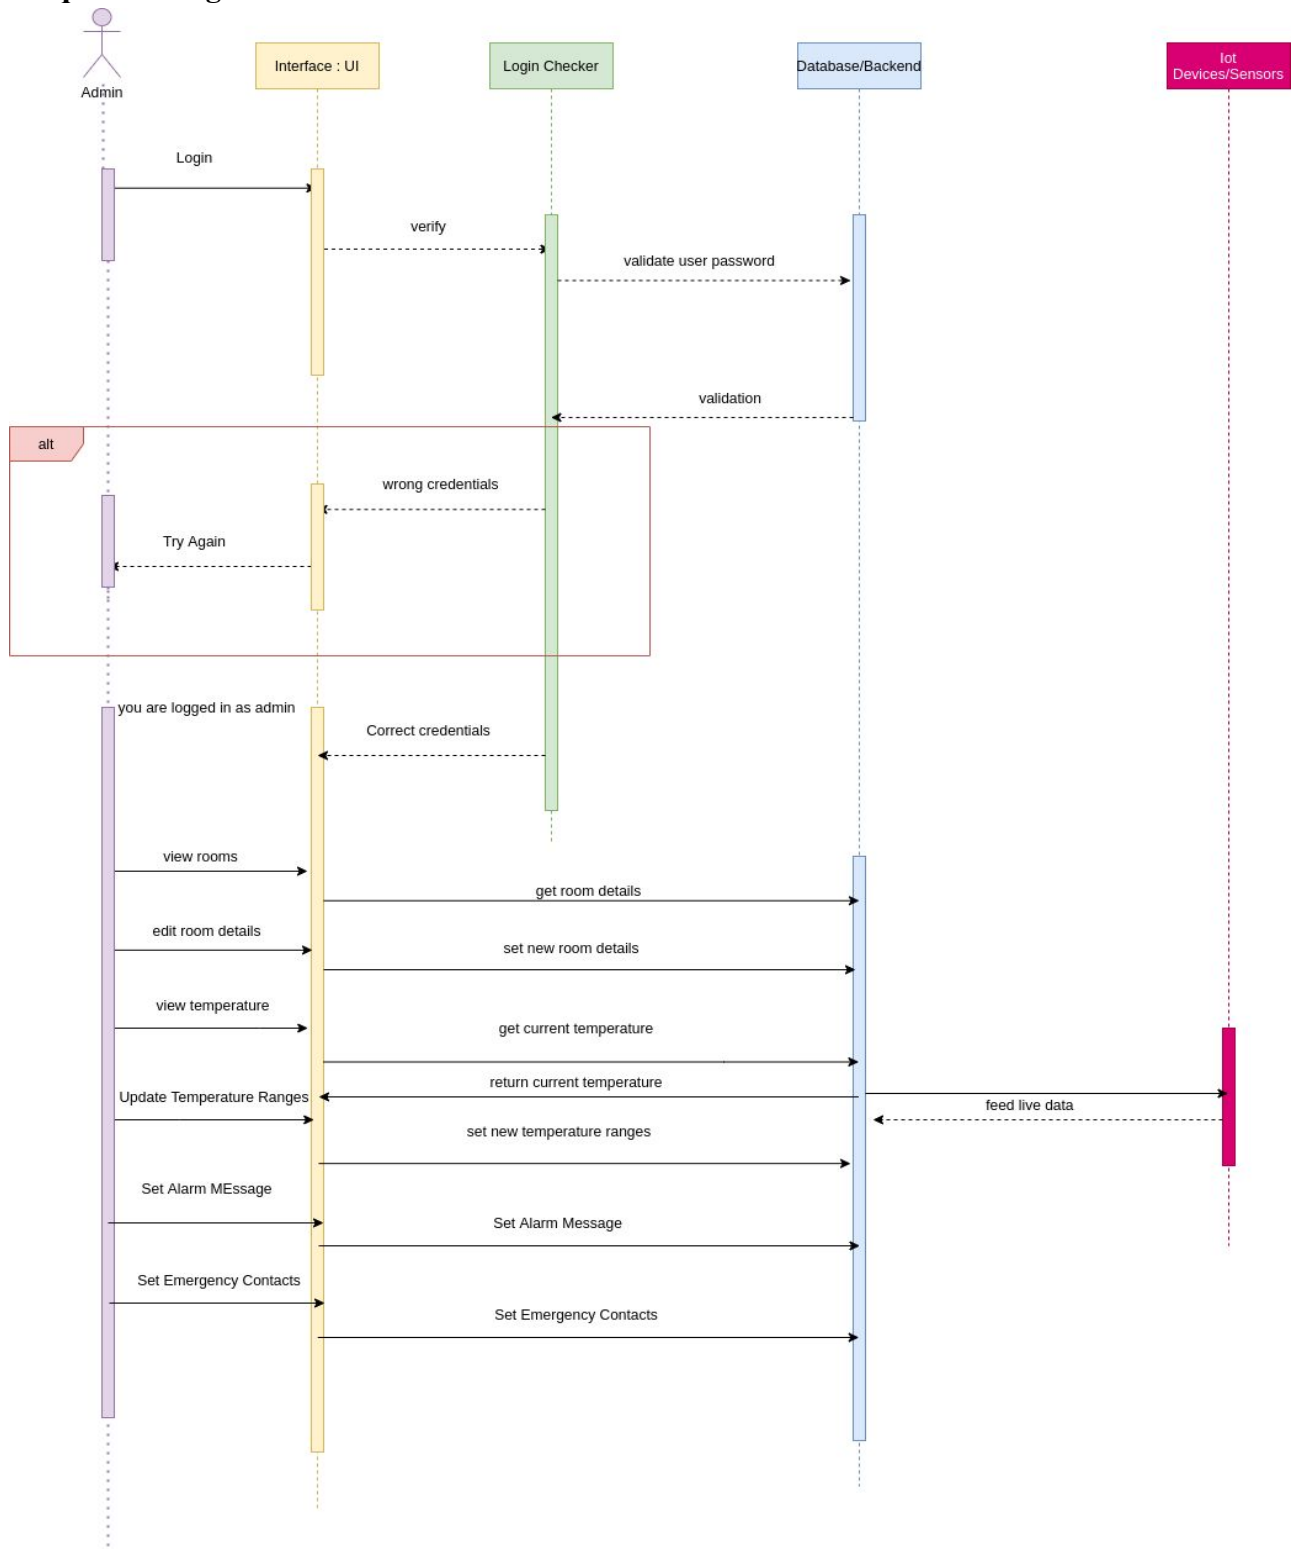 Admin
Interface : UI
Login Checker
Database/Backend
Iot
Devices/Sensors
Login
verify
validate user password
validation
alt
wrong credentials
Try Again
you are logged in as admin
Correct credentials
view rooms
get room details
edit room details
set new room details
view temperature
get current temperature
return current temperature
Update Temperature Ranges
feed live data
set new temperature ranges
Set Alarm MEssage
Set Alarm Message
Set Emergency Contacts
Set Emergency Contacts